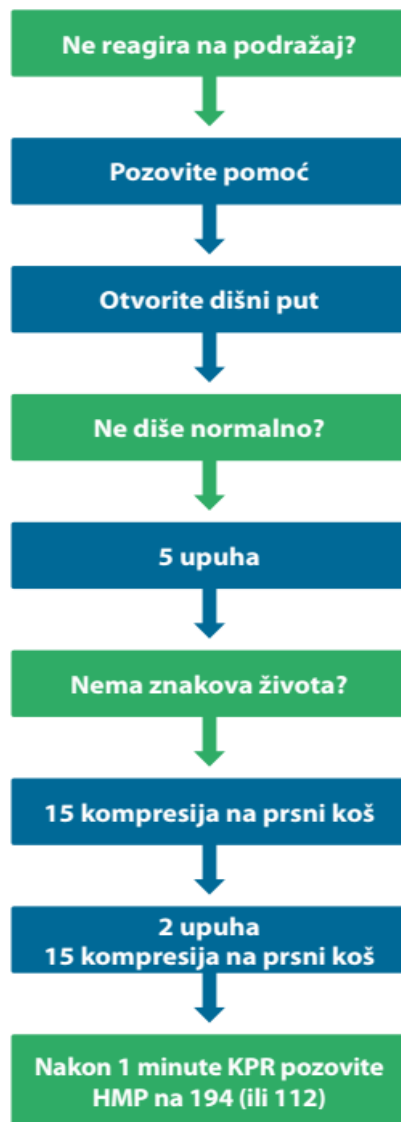 Ne reagira na podražaj?
Pozovite pomoć
Otvorite dišni put
Ne diše normalno?
5 upuha
Nema znakova života?
15 kompresija na prsni koš
2 upuha
15 kompresija na prsni koš
Nakon 1 minute KPR pozovite
HMP na 194 (ili 112)